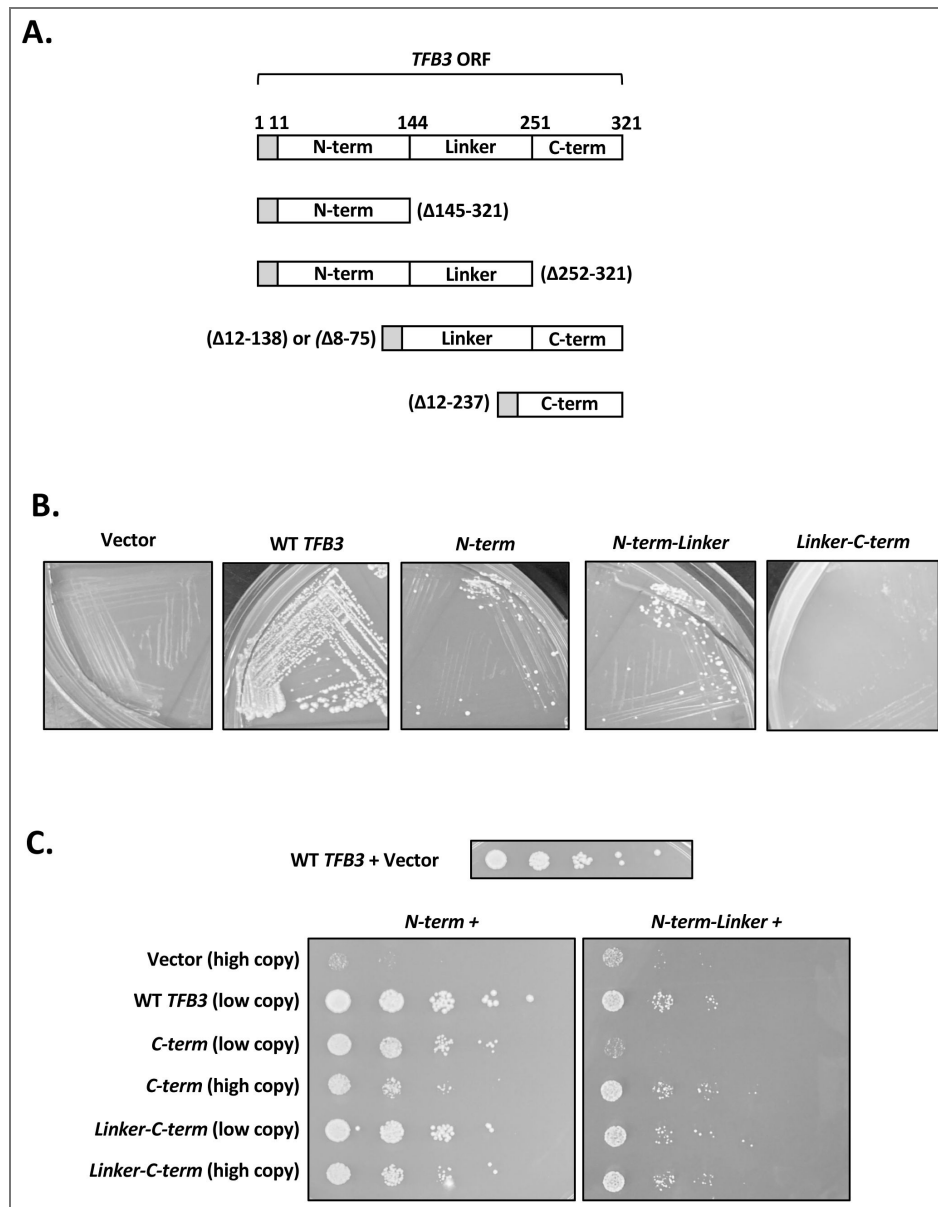 A.
TFB3 ORF
1 11 144 251 321
N-term Linker C-term
N-term (Δ145-321)
N-term Linker (Δ252-321)
(Δ12-138) or (Δ8-75) Linker C-term
(Δ12-237) C-term
B.
Vector WT TFB3 N-term N-term-Linker Linker-C-term
C.
WT TFB3 + Vector
N-term + N-term-Linker +
Vector (high copy)
WT TFB3 (low copy)
C-term (low copy)
C-term (high copy)
Linker-C-term (low copy)
Linker-C-term (high copy)